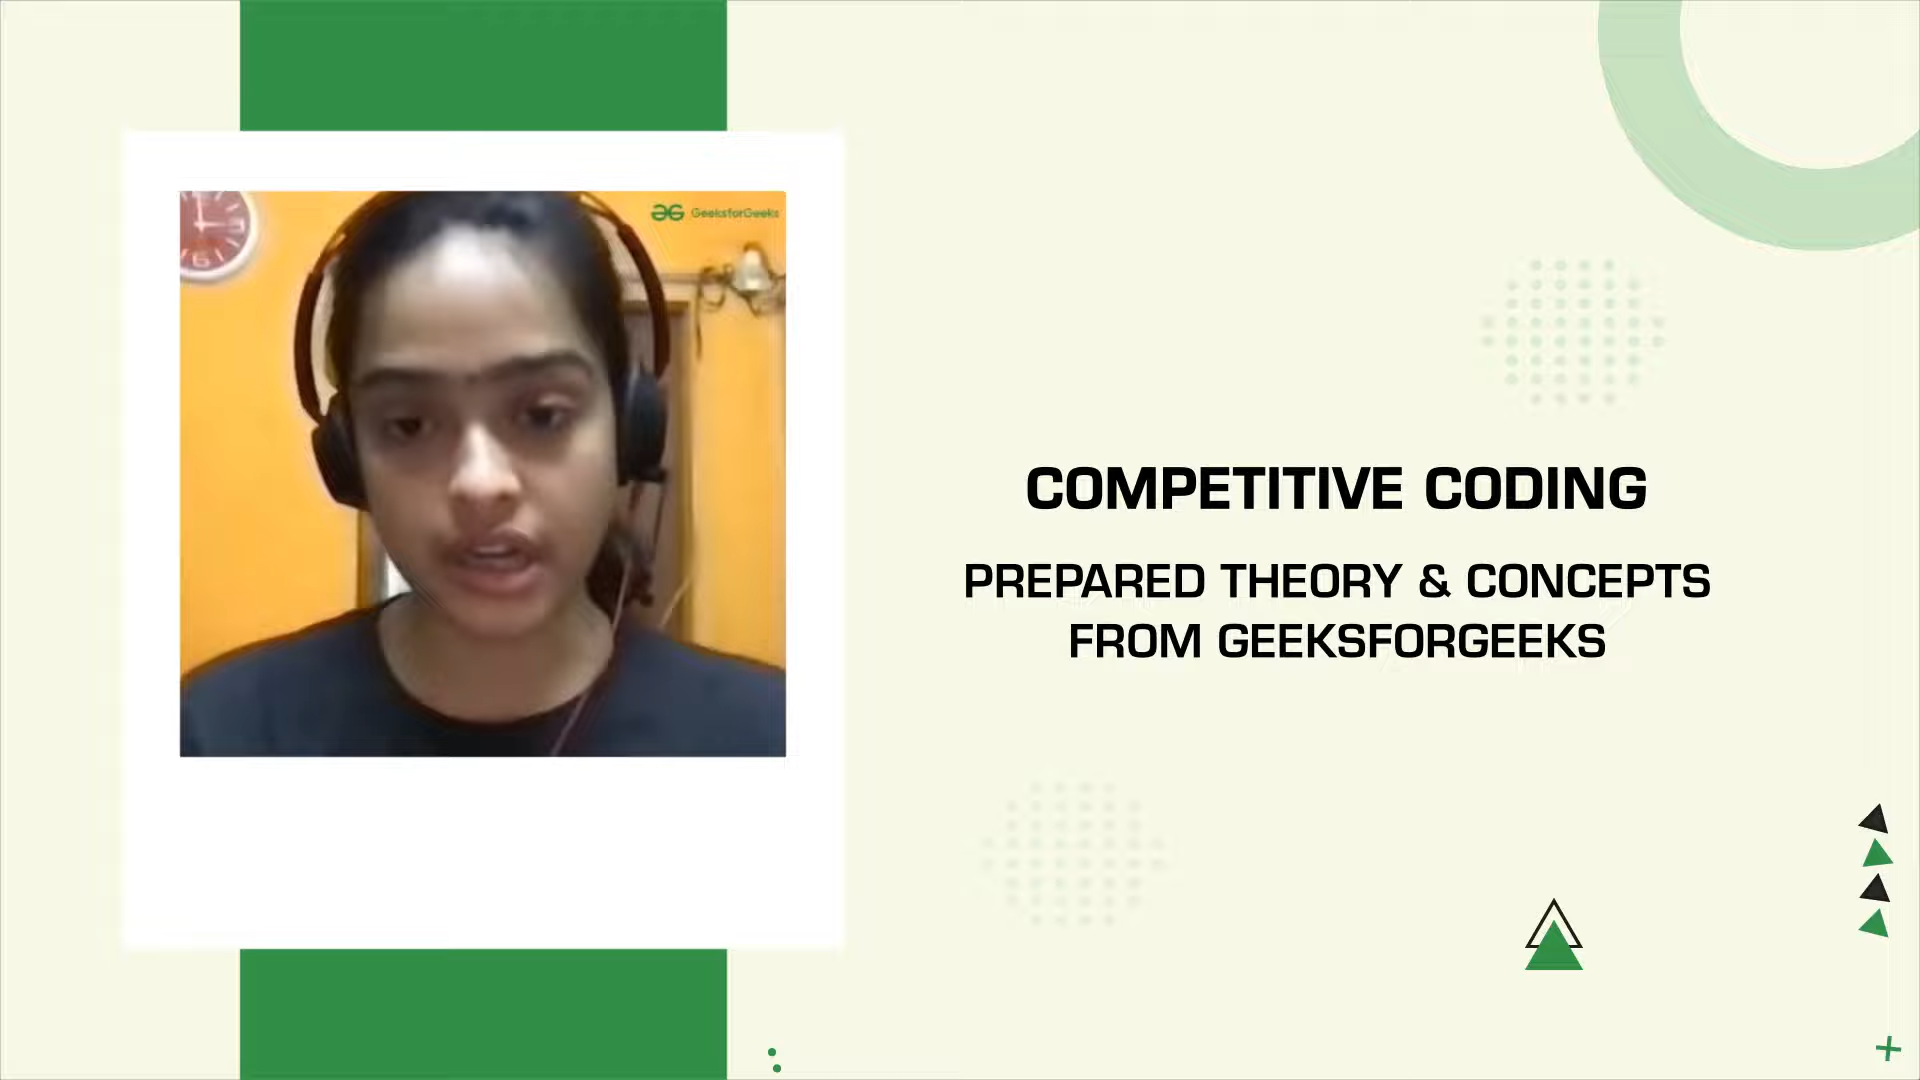 GeeksforGeeks
COMPETITIVE CODING
PREPARED THEORY & CONCEPTS
FROM GEEKSFORGEEKS